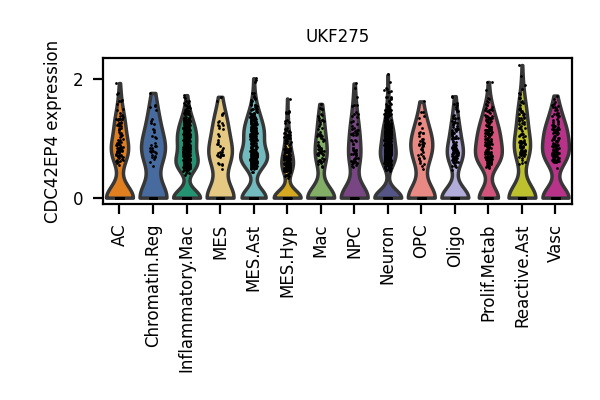 UKF275
CDC42EP4 expression
2
0
AC
Chromatin.Reg
Inflammatory.Mac
MES
MES.Ast
MES.Hyp
Mac
NPC
Neuron
OPC
Oligo
Prolif.Metab
Reactive.Ast
Vasc